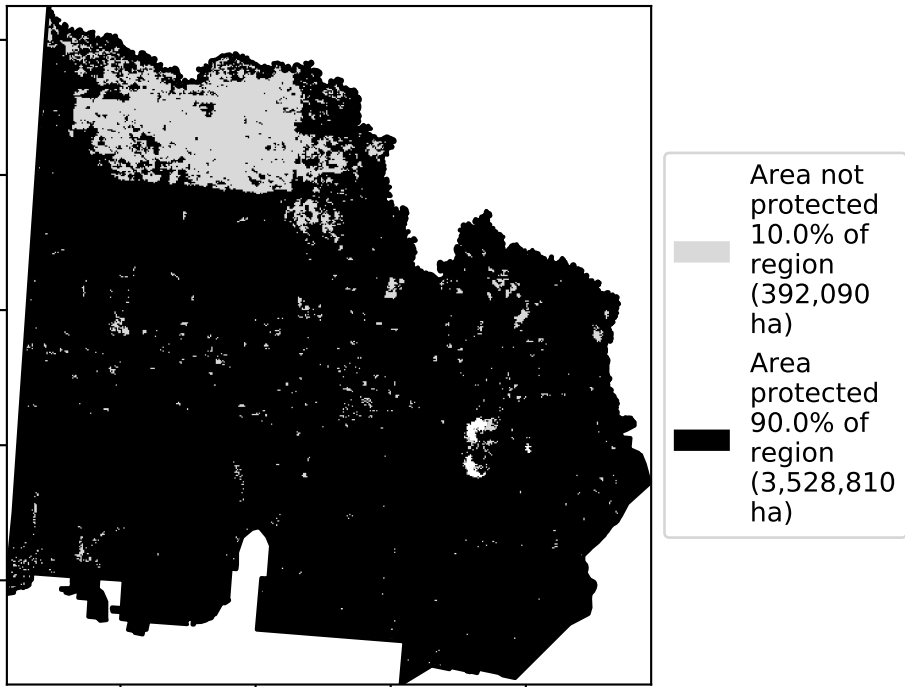 Area not
protected
10.0% of
region
(392,090
ha)
Area
protected
90.0% of
region
(3,528,810
ha)